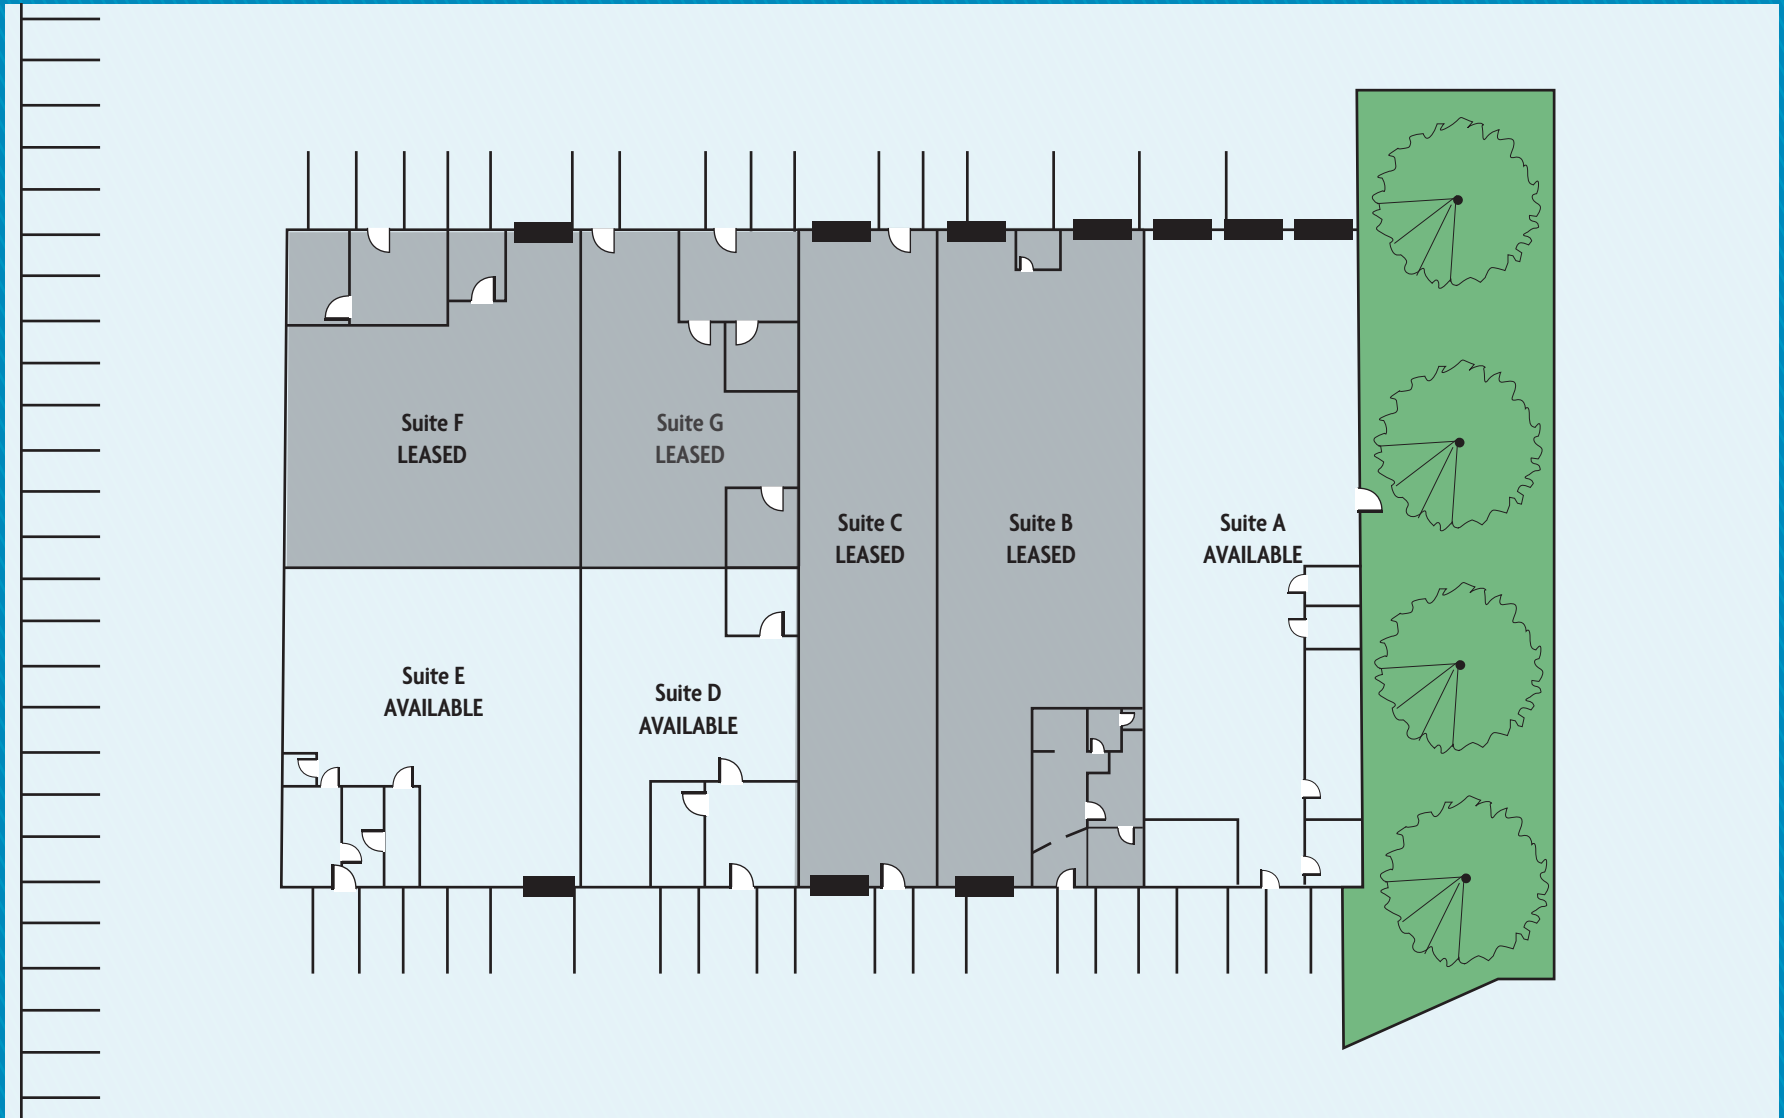 Suite F
LEASED
Suite G
LEASED
Suite C
LEASED
Suite B
LEASED
Suite A
AVAILABLE
Suite E
AVAILABLE
Suite D
AVAILABLE